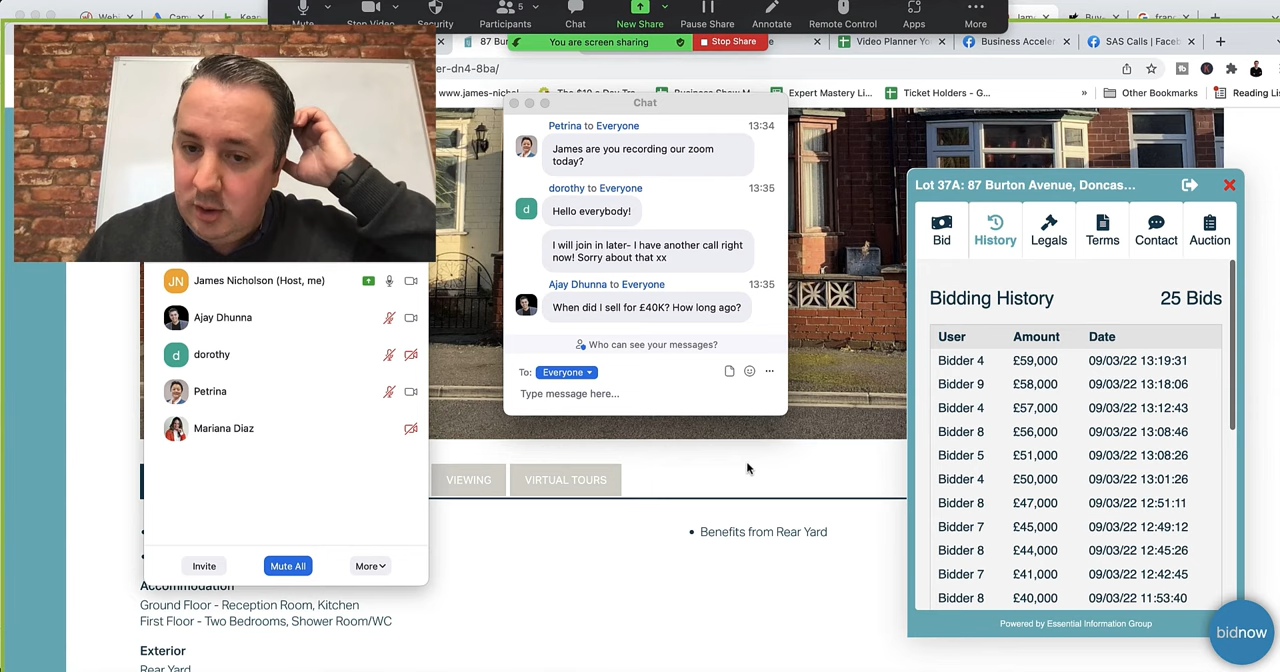 Mute
Stop Video
Security
Participants
5
Chat
New Share
Pause Share
Annotate
Remote Control
Apps
More
You are screen sharing
Stop Share
87 Bur
Video Planner Yo
Business Acceler
SAS Calls | Faceb
er-dn4-8ba/
www.james-nichol
Expert Mastery Li...
Ticket Holders - G...
»
Other Bookmarks
Reading Lis
Chat
Petrina to Everyone
13:34
James are you recording our zoom
today?
dorothy to Everyone
13:35
d
Hello everybody!
I will join in later- I have another call right
now! Sorry about that xx
Ajay Dhunna to Everyone
13:35
When did I sell for £40K? How long ago?
Who can see your messages?
To: Everyone
Type message here...
JN
James Nicholson (Host, me)
Ajay Dhunna
d
dorothy
Petrina
Mariana Diaz
Invite
Mute All
More
Lot 37A: 87 Burton Avenue, Doncas...
Bid
History
Legals
Terms
Contact
Auction
Bidding History
25 Bids
User Amount Date
Bidder 4 £59,000 09/03/22 13:19:31
Bidder 9 £58,000 09/03/22 13:18:06
Bidder 4 £57,000 09/03/22 13:12:43
Bidder 8 £56,000 09/03/22 13:08:46
Bidder 5 £51,000 09/03/22 13:08:26
Bidder 4 £50,000 09/03/22 13:01:26
Bidder 8 £47,000 09/03/22 12:51:11
Bidder 7 £45,000 09/03/22 12:49:12
Bidder 8 £44,000 09/03/22 12:45:26
Bidder 7 £41,000 09/03/22 12:42:45
Bidder 8 £40,000 09/03/22 11:53:40
Powered by Essential Information Group
bidnow
VIEWING
VIRTUAL TOURS
• Benefits from Rear Yard
Accommodation
Ground Floor - Reception Room, Kitchen
First Floor - Two Bedrooms, Shower Room/WC
Exterior
Rear Yard